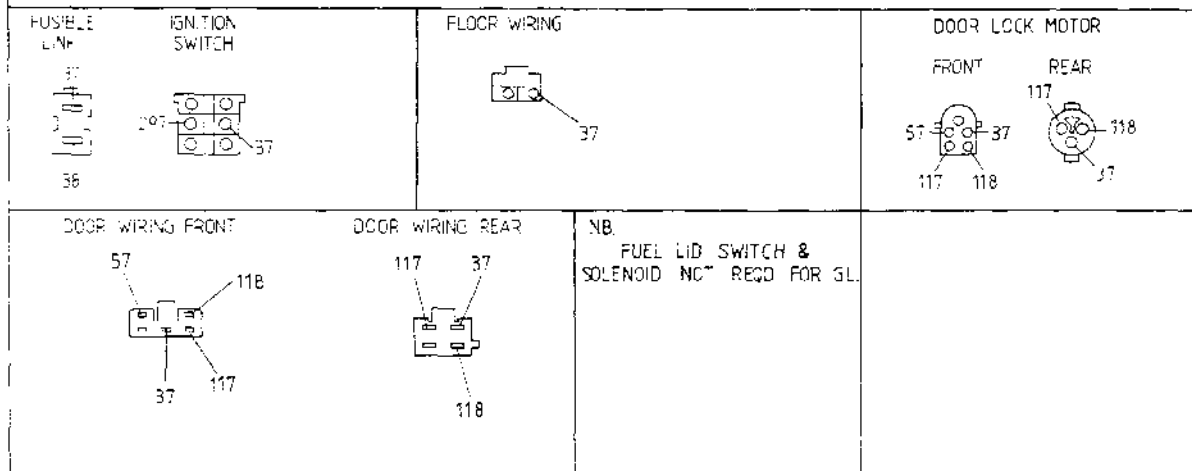 FUSIBLE
LINK
IGNITION
SWITCH
37
38
297
37
FLOOR WIRING
37
DOOR LOCK MOTOR
FRONT
REAR
57
37
117
118
117
118
37
DOOR WIRING FRONT
57
118
37
117
DOOR WIRING REAR
117
37
118
NB.
FUEL LID SWITCH &
SOLENOID NOT REQD FOR GL.